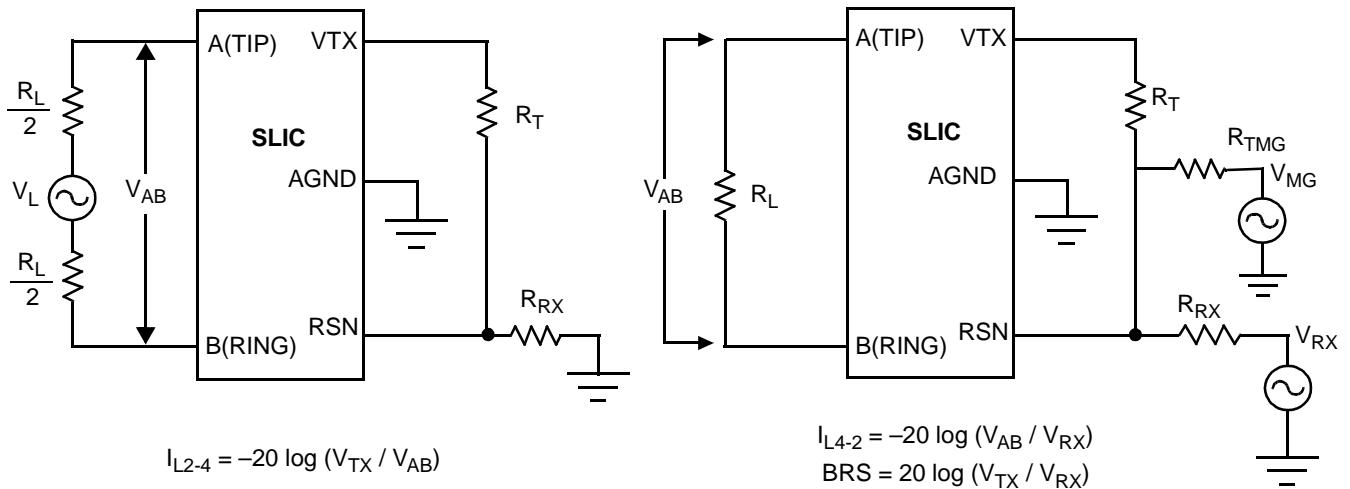 A(TIP)
VTX
R_L
2
R_T
SLIC
V_L
V_AB
AGND
R_L
2
R_RX
RSN
B(RING)
I_L2-4 = –20 log (V_TX / V_AB)
A(TIP)
VTX
R_T
SLIC
R_TMG
V_MG
AGND
V_AB
R_L
R_RX
RSN
V_RX
B(RING)
I_L4-2 = –20 log (V_AB / V_RX)
BRS = 20 log (V_TX / V_RX)